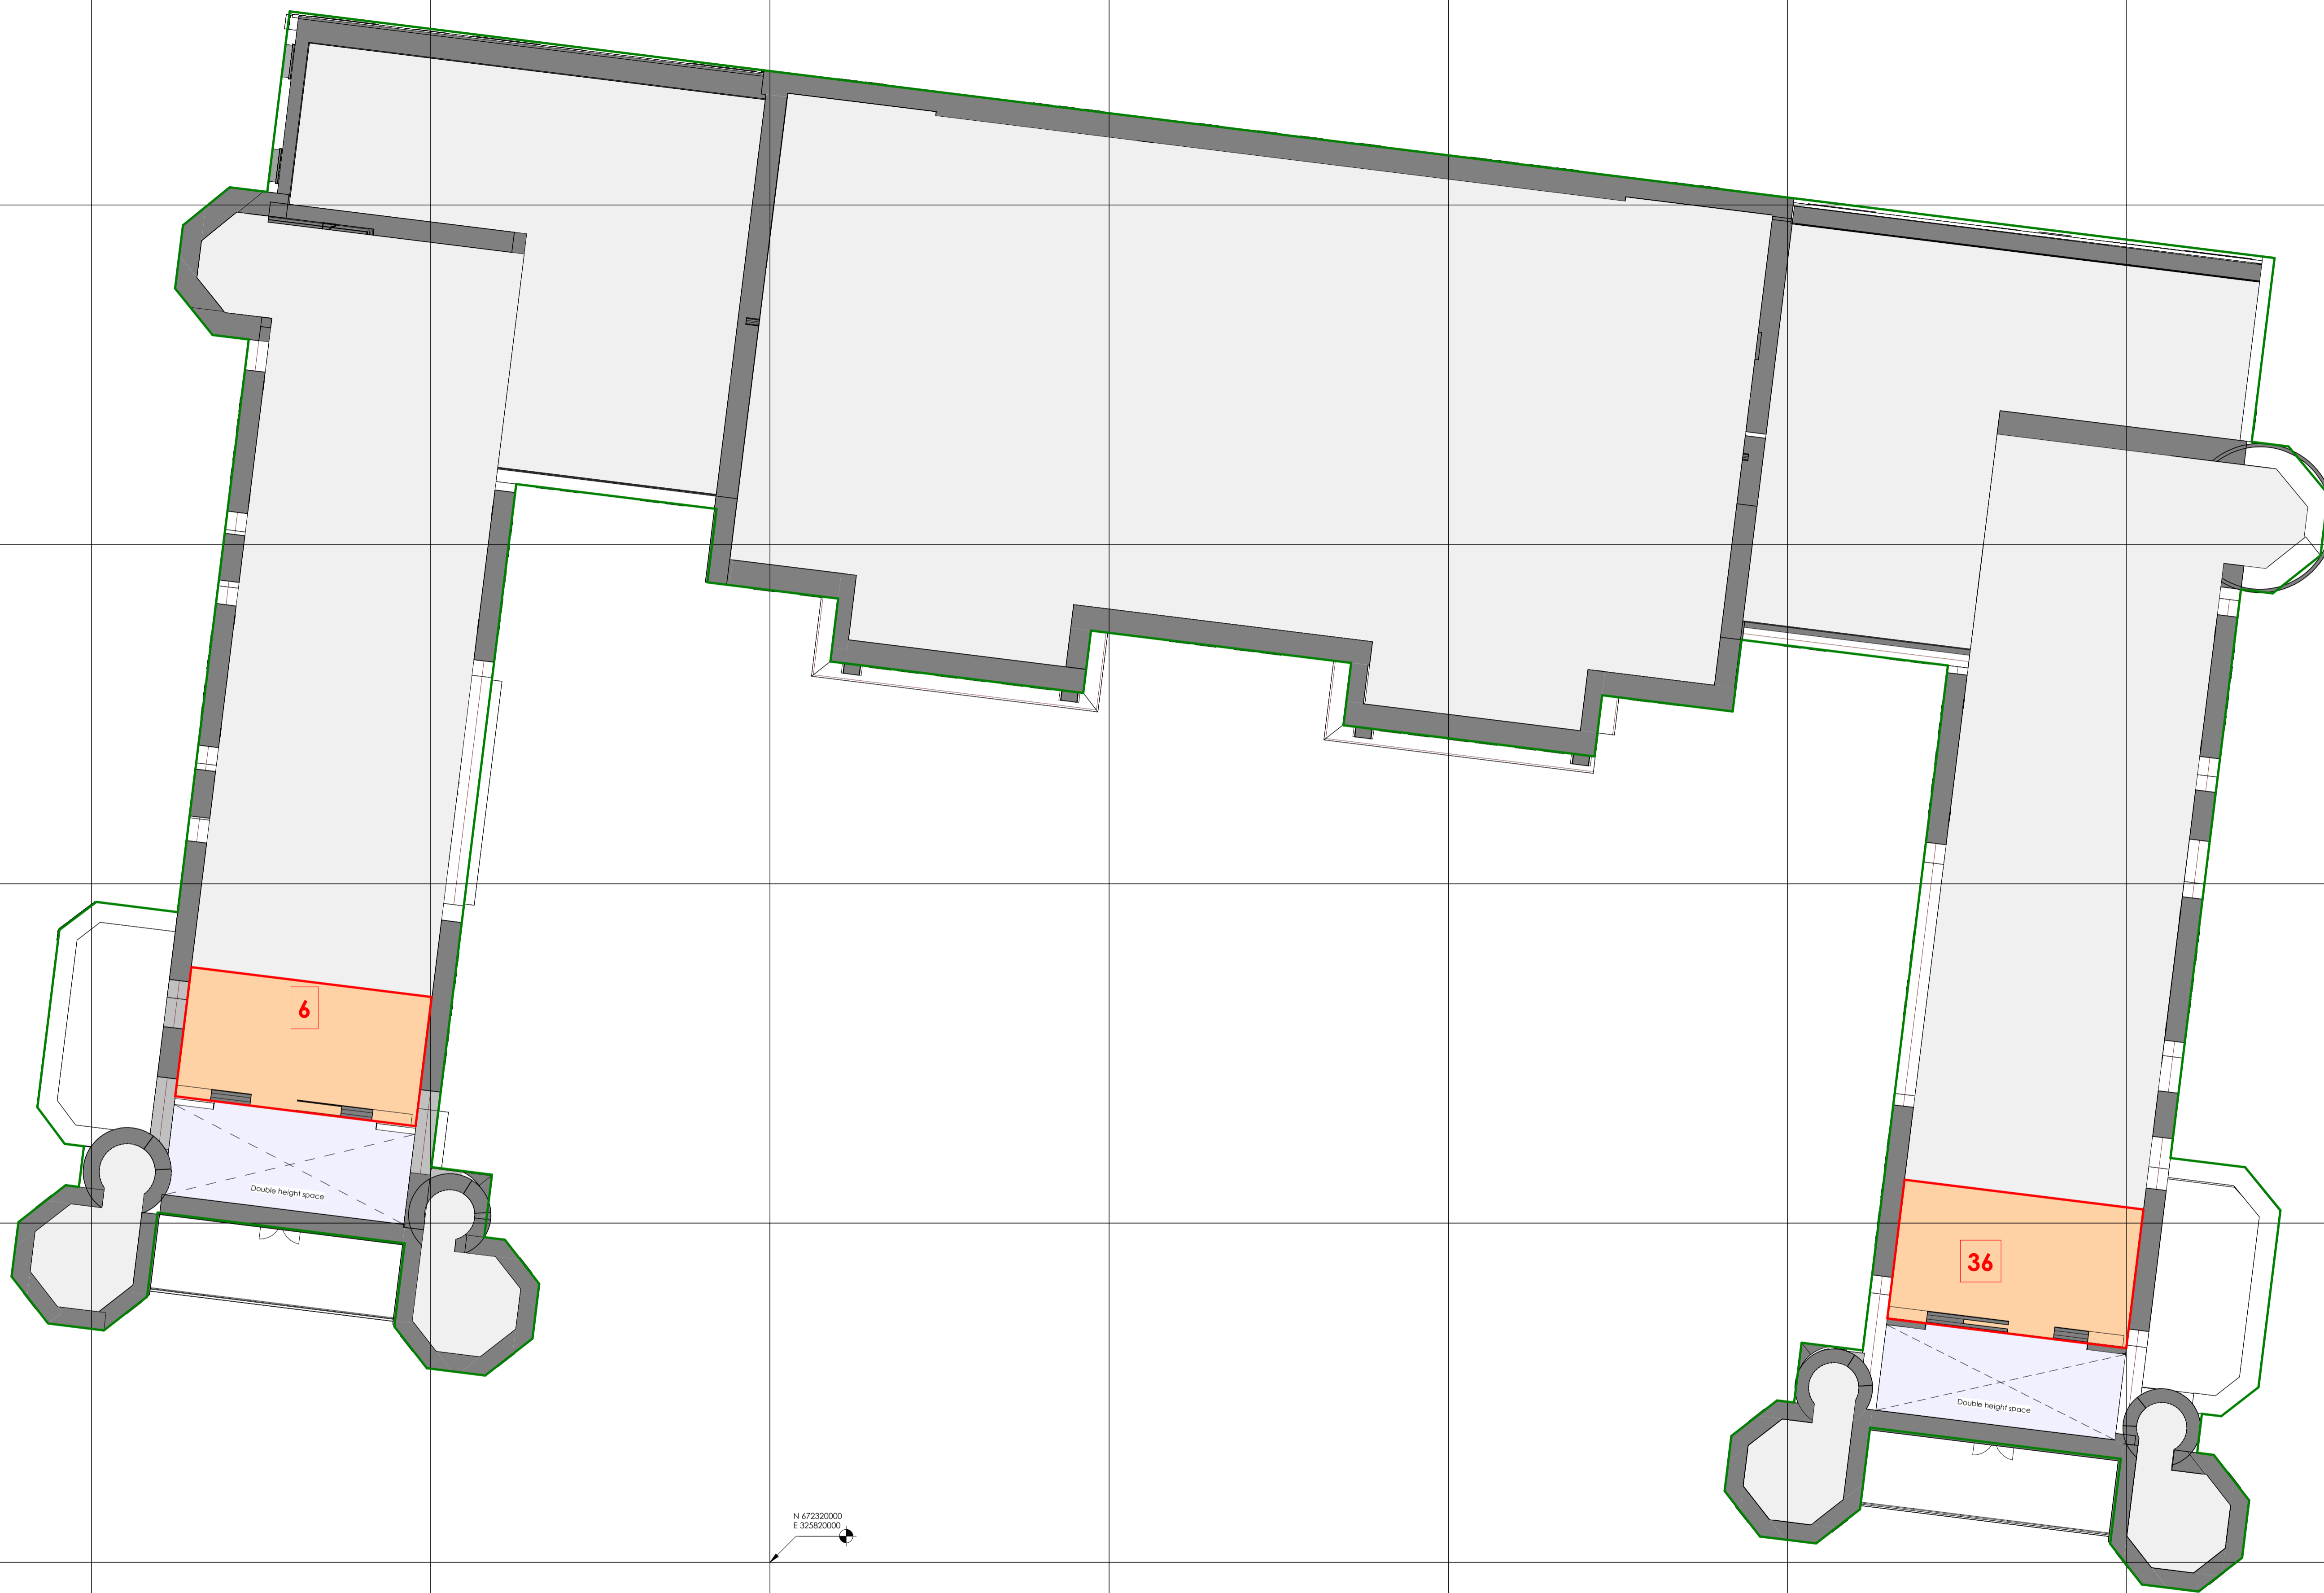 6
Double height space
36
Double height space
N 672320000
E 325820000